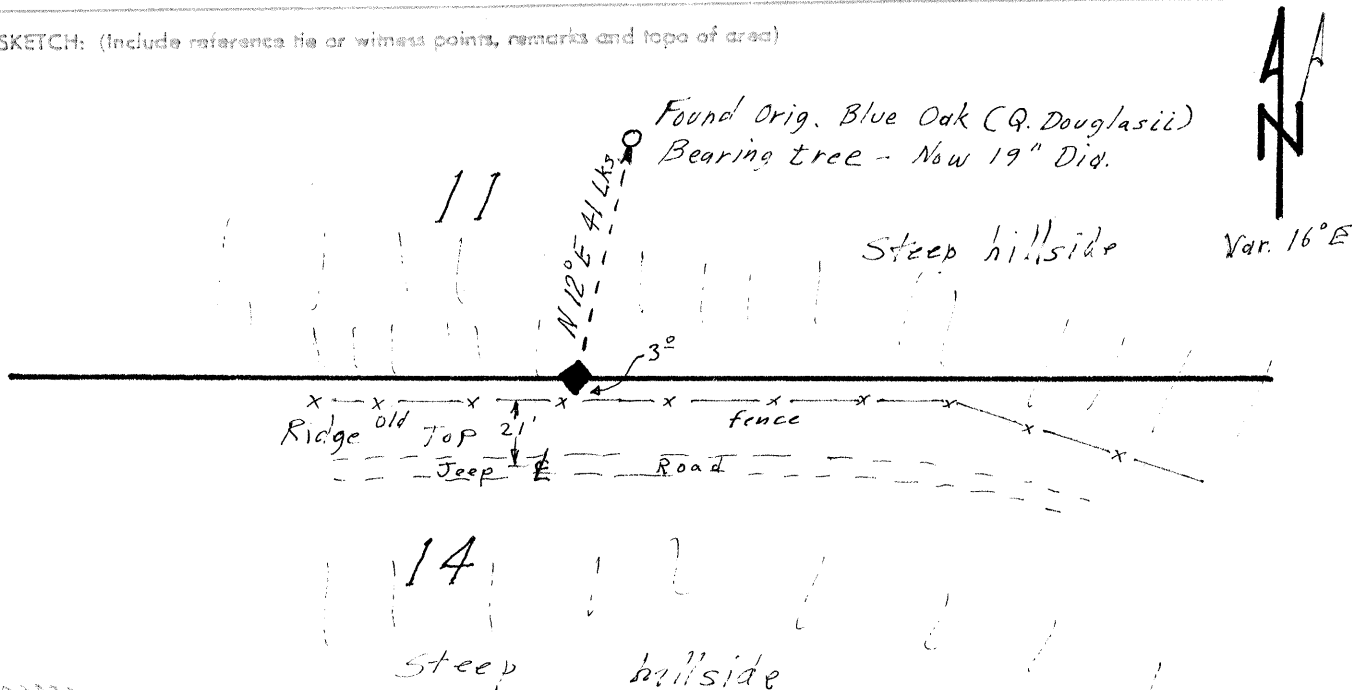 SKETCH: (Include reference tie or witness points, remarks and topo of area)
Found Orig. Blue Oak (Q. Douglasii)
Bearing tree - Now 19" Dia.
N
Var. 16°E
11
N 12°E 41 Lks
Steep hillside
3°
x x x x x x x x x x
Ridge Top
old fence
21'
Jeep ℄ Road
14
Steep hillside